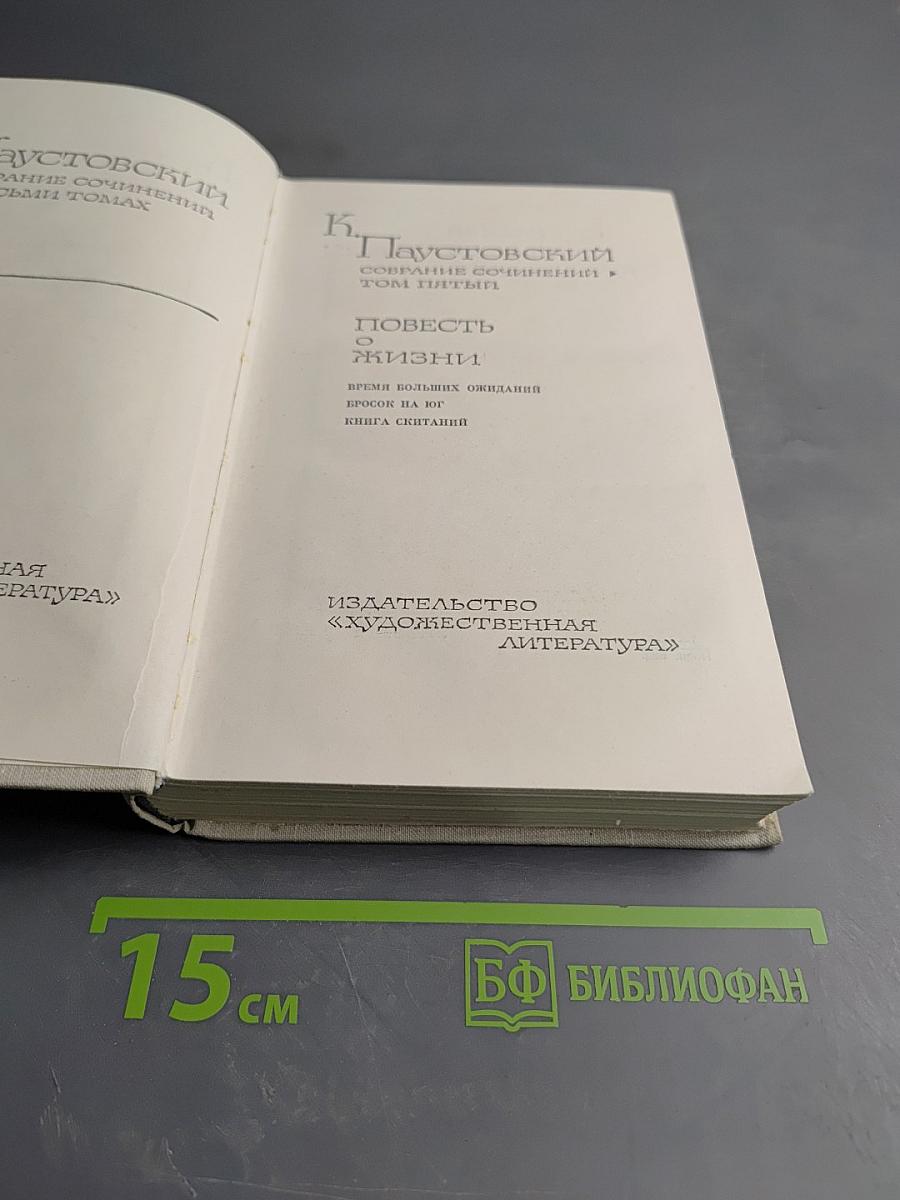 аустовский
рание сочинений
сьми томах
ная
ература»
К.
Паустовский
собрание сочинений
том пятый
повесть
о
жизни
время больших ожиданий
бросок на юг
книга скитаний
издательство
«художественная
литература»
15 см
БФ БИБЛИОФАН